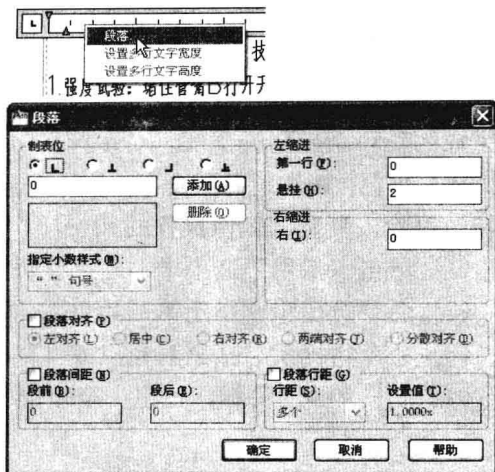 段落...
技
设置多行文字宽度
设置多行文字高度
1.强度试验: 堵住管
段落
制表位
0
添加(A)
删除(D)
指定小数样式(M):
“.” 句号
左缩进
第一行(F): 0
悬挂(H): 2
右缩进
右(I): 0
段落对齐(P)
左对齐(L) 居中(C) 右对齐(R) 两端对齐(J) 分散对齐(D)
段落间距(N)
段前(B): 段后(E):
0 0
段落行距(G)
行距(S): 设置值(T):
多个 1.0000x
确定 取消 帮助